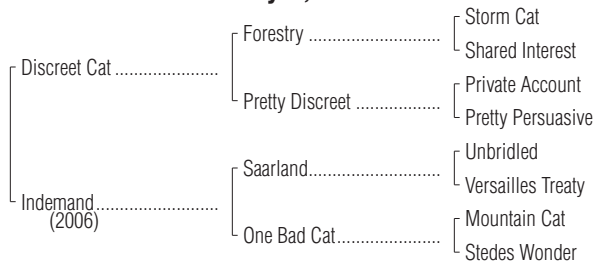 Storm Cat
Forestry ............................
Shared Interest
Discreet Cat ......................
Private Account
Pretty Discreet ..................
Pretty Persuasive
Unbridled
Saarland............................
Versailles Treaty
Indemand..........................
(2006)
Mountain Cat
One Bad Cat......................
Stedes Wonder